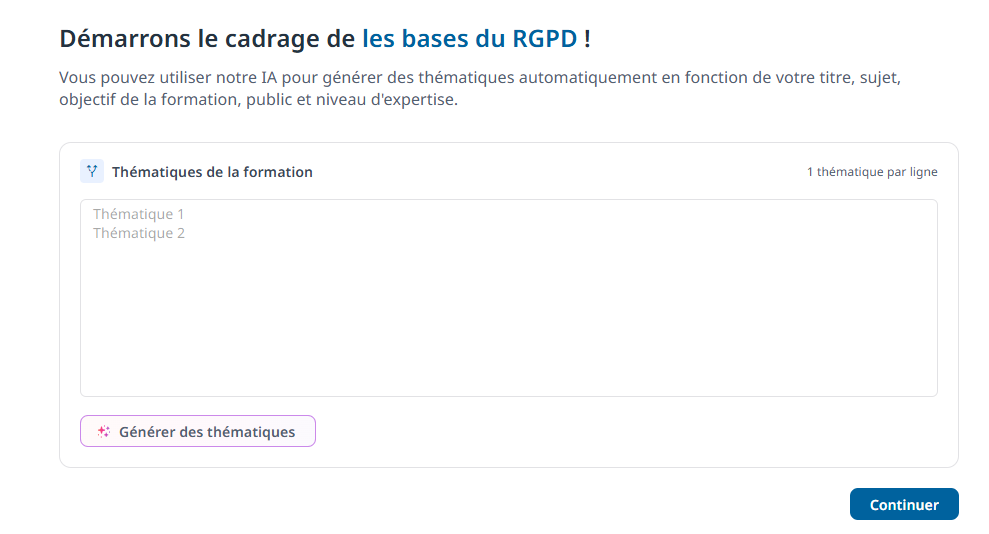 Démarrons le cadrage de les bases du RGPD !
Vous pouvez utiliser notre IA pour générer des thématiques automatiquement en fonction de votre titre, sujet,
objectif de la formation, public et niveau d'expertise.
Thématiques de la formation
1 thématique par ligne
Thématique 1
Thématique 2
Générer des thématiques
Continuer